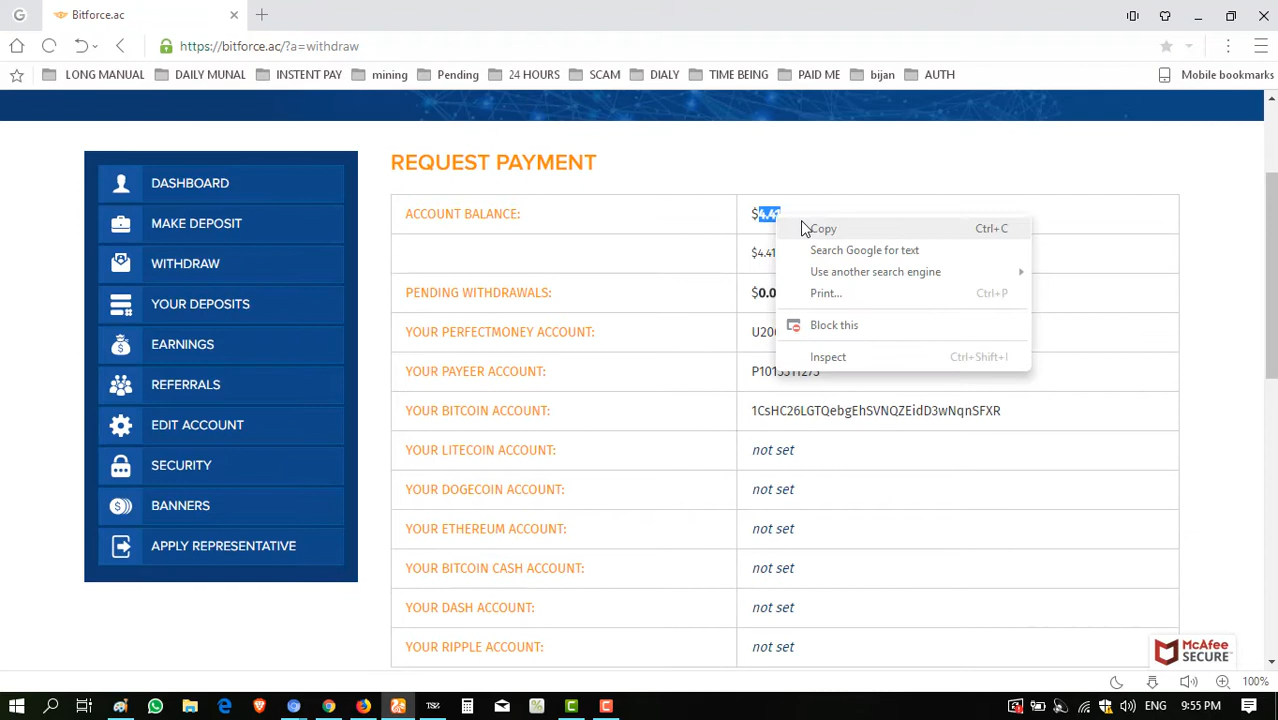 Bitforce.ac
https://bitforce.ac/?a=withdraw
LONG MANUAL DAILY MUNAL INSTENT PAY mining Pending 24 HOURS SCAM DIALY TIME BEING PAID ME bijan AUTH Mobile bookmarks
REQUEST PAYMENT
DASHBOARD
MAKE DEPOSIT
WITHDRAW
YOUR DEPOSITS
EARNINGS
REFERRALS
EDIT ACCOUNT
SECURITY
BANNERS
APPLY REPRESENTATIVE
ACCOUNT BALANCE: $4.41
$4.41
PENDING WITHDRAWALS: $0.0
YOUR PERFECTMONEY ACCOUNT:
YOUR PAYEER ACCOUNT:
YOUR BITCOIN ACCOUNT: 1CsHC26LGTQebgEhSVNQZEidD3wNqnSFXR
YOUR LITECOIN ACCOUNT: not set
YOUR DOGECOIN ACCOUNT: not set
YOUR ETHEREUM ACCOUNT: not set
YOUR BITCOIN CASH ACCOUNT: not set
YOUR DASH ACCOUNT: not set
YOUR RIPPLE ACCOUNT: not set
Copy Ctrl+C
Search Google for text
Use another search engine
Print... Ctrl+P
Block this
Inspect Ctrl+Shift+I
McAfee
SECURE
100%
ENG 9:55 PM